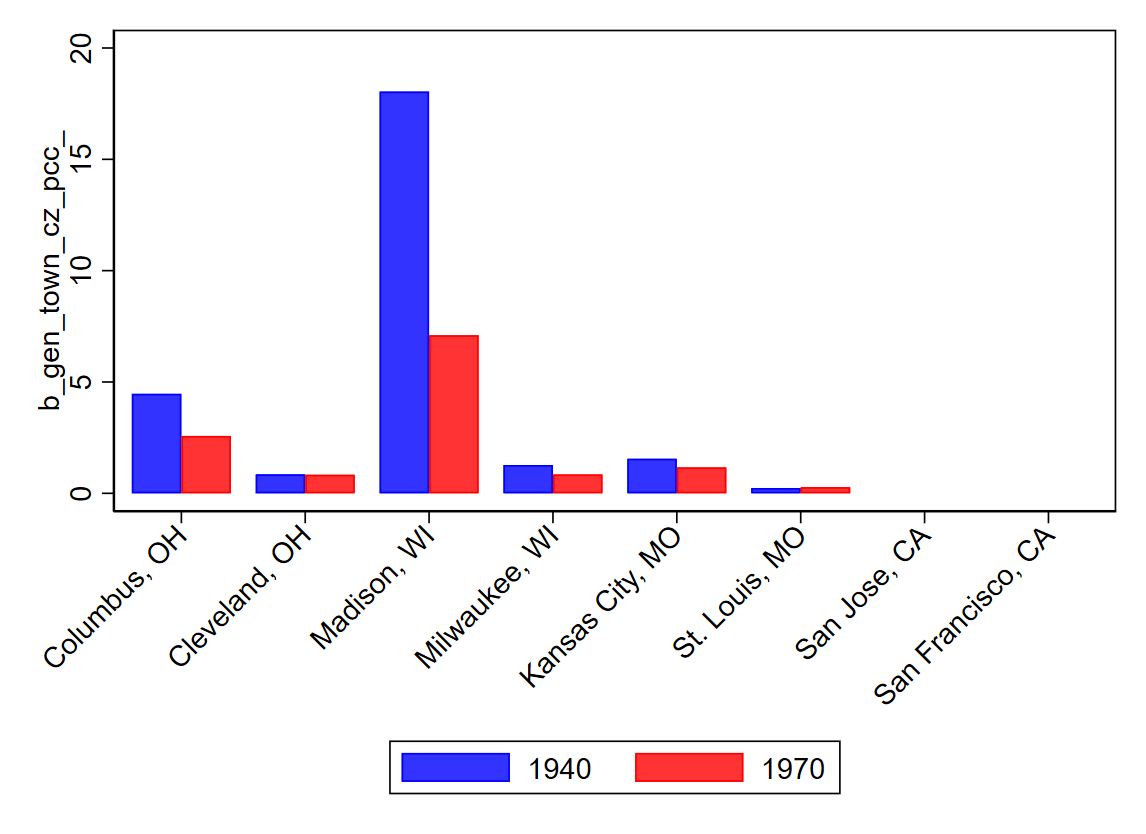 b_gen_town_cz_pcc_
20
15
10
5
0
Columbus, OH
Cleveland, OH
Madison, WI
Milwaukee, WI
Kansas City, MO
St. Louis, MO
San Jose, CA
San Francisco, CA
1940
1970